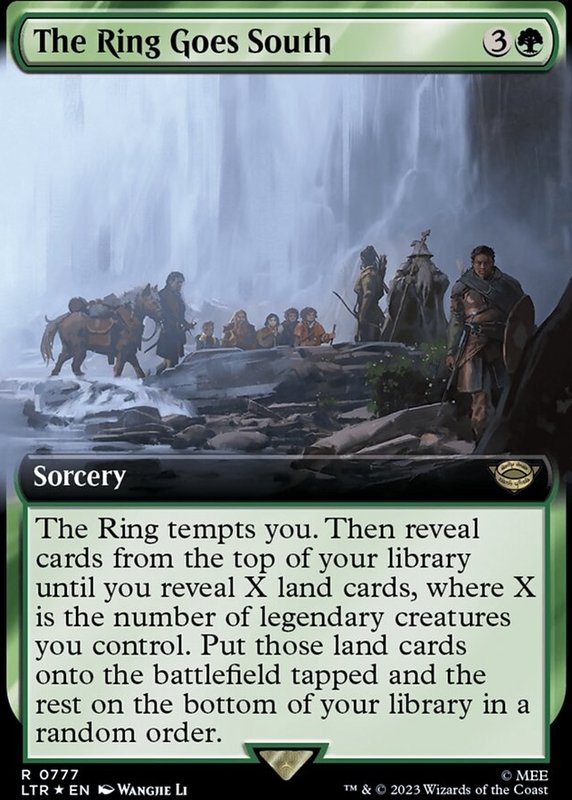 The Ring Goes South 3
Sorcery
The Ring tempts you. Then reveal
cards from the top of your library
until you reveal X land cards, where X
is the number of legendary creatures
you control. Put those land cards
onto the battlefield tapped and the
rest on the bottom of your library in a
random order.
R 0777
LTR ★ EN Wangjie Li
© MEE
™ & © 2023 Wizards of the Coast